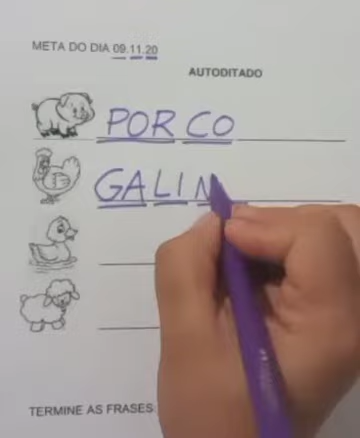 META DO DIA 09.11.20
AUTODITADO
PORCO
GALIN
TERMINE AS FRASES